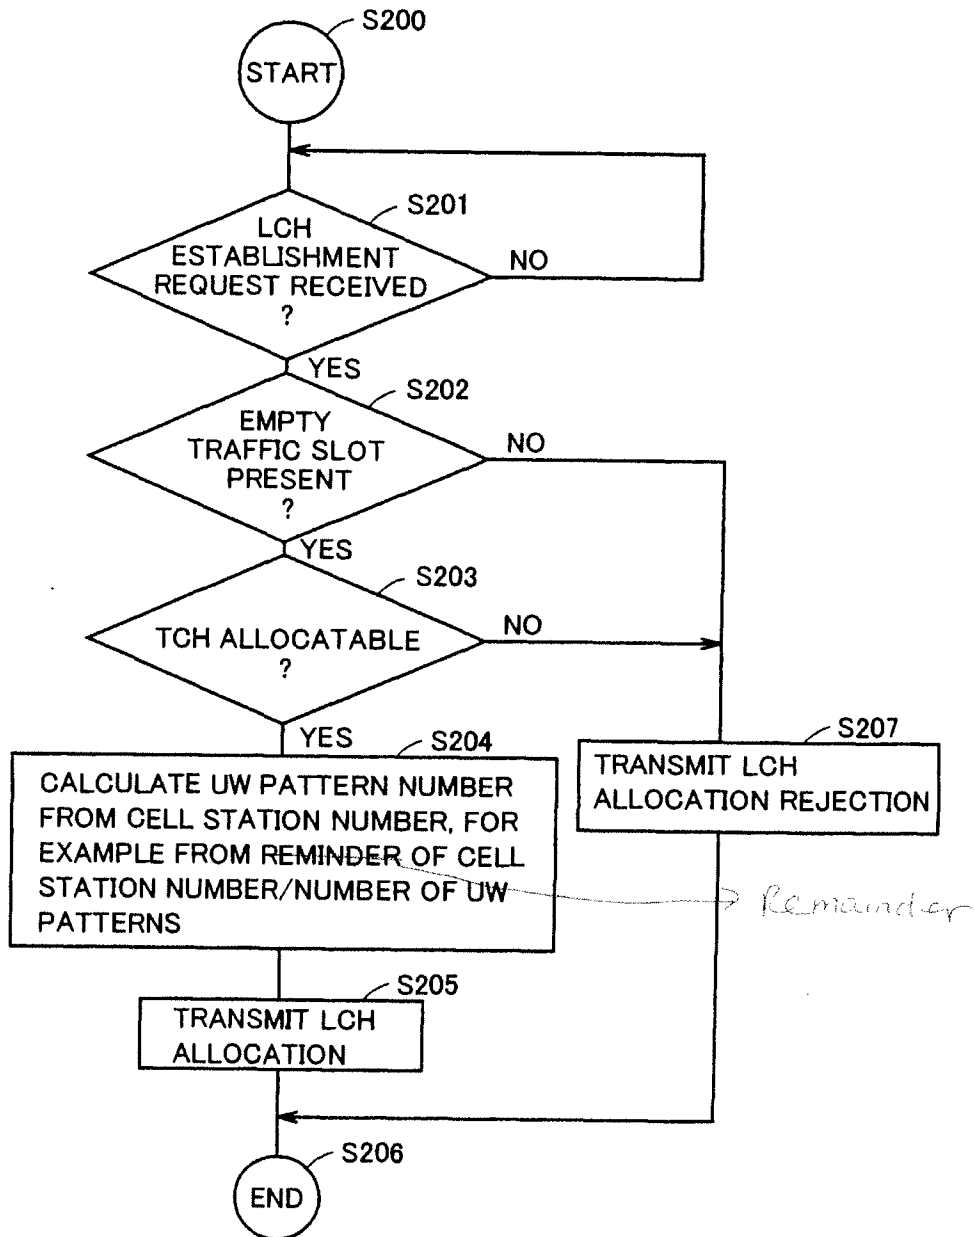 S200
START
S201
LCH
ESTABLISHMENT
REQUEST RECEIVED
?
NO
YES
S202
EMPTY
TRAFFIC SLOT
PRESENT
?
NO
YES
S203
TCH ALLOCATABLE
?
NO
YES
S204
CALCULATE UW PATTERN NUMBER
FROM CELL STATION NUMBER, FOR
EXAMPLE FROM REMINDER OF CELL
STATION NUMBER/NUMBER OF UW
PATTERNS
Remainder
S207
TRANSMIT LCH
ALLOCATION REJECTION
S205
TRANSMIT LCH
ALLOCATION
S206
END